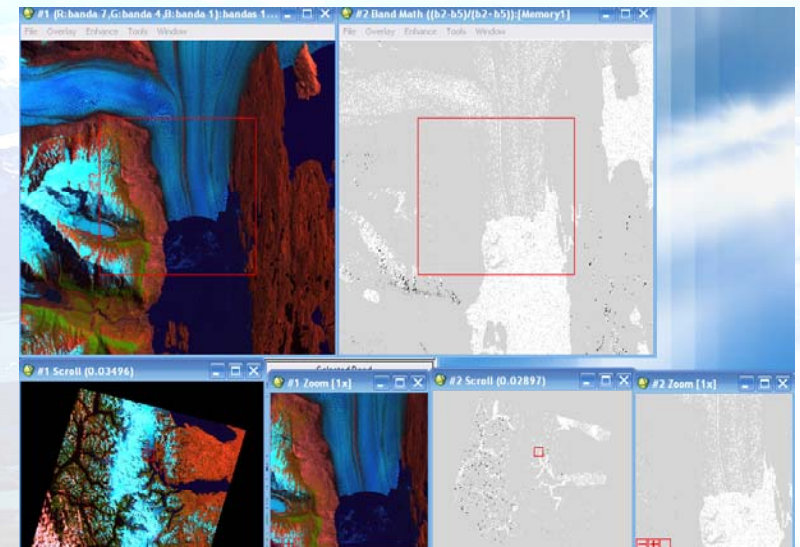 #1 (R:banda 7,G:banda 4,B:banda 1):bandas 1...
File Overlay Enhance Tools Window
#2 Band Math ((b2-b5)/(b2+b5)):[Memory1]
File Overlay Enhance Tools Window
#1 Scroll (0.03496)
#1 Zoom [1x]
#2 Scroll (0.02897)
#2 Zoom [1x]